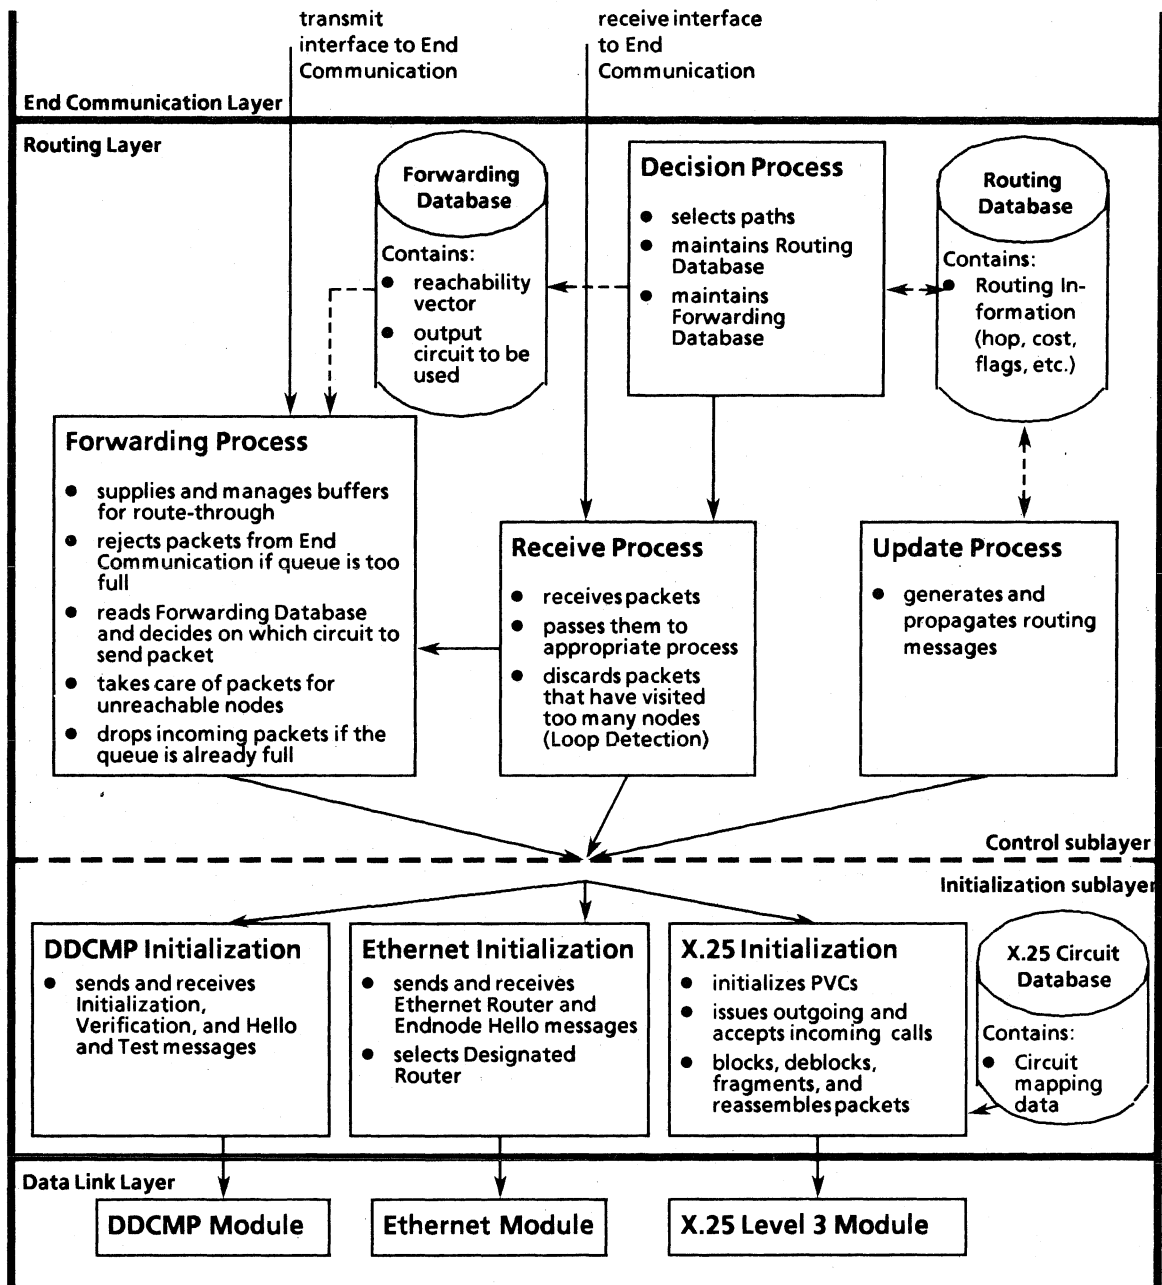 transmit
interface to End
Communication
receive interface
to End
Communication
End Communication Layer
Routing Layer
Forwarding
Database
Contains:
● reachability
vector
● output
circuit to be
used
Decision Process
● selects paths
● maintains Routing
Database
● maintains
Forwarding
Database
Routing
Database
Contains:
● Routing In-
formation
(hop, cost,
flags, etc.)
Forwarding Process
● supplies and manages buffers
for route-through
● rejects packets from End
Communication if queue is too
full
● reads Forwarding Database
and decides on which circuit to
send packet
● takes care of packets for
unreachable nodes
● drops incoming packets if the
queue is already full
Receive Process
● receives packets
● passes them to
appropriate process
● discards packets
that have visited
too many nodes
(Loop Detection)
Update Process
● generates and
propagates routing
messages
Control sublayer
Initialization sublayer
DDCMP Initialization
● sends and receives
Initialization,
Verification, and Hello
and Test messages
Ethernet Initialization
● sends and receives
Ethernet Router and
Endnode Hello messages
● selects Designated
Router
X.25 Initialization
● initializes PVCs
● issues outgoing and
accepts incoming calls
● blocks, deblocks,
fragments, and
reassembles packets
X.25 Circuit
Database
Contains:
● Circuit
mapping
data
Data Link Layer
DDCMP Module
Ethernet Module
X.25 Level 3 Module